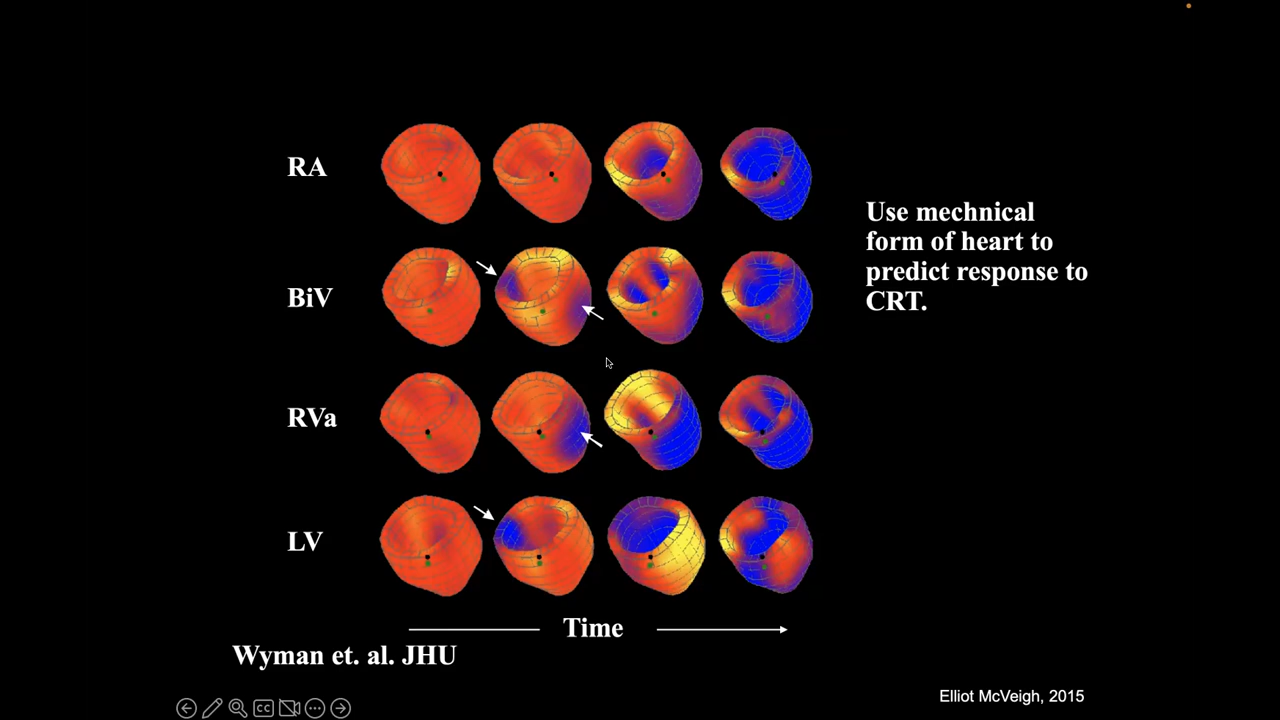 RA
BiV
RVa
LV
Use mechnical
form of heart to
predict response to
CRT.
Time
Wyman et. al. JHU
Elliot McVeigh, 2015
CC